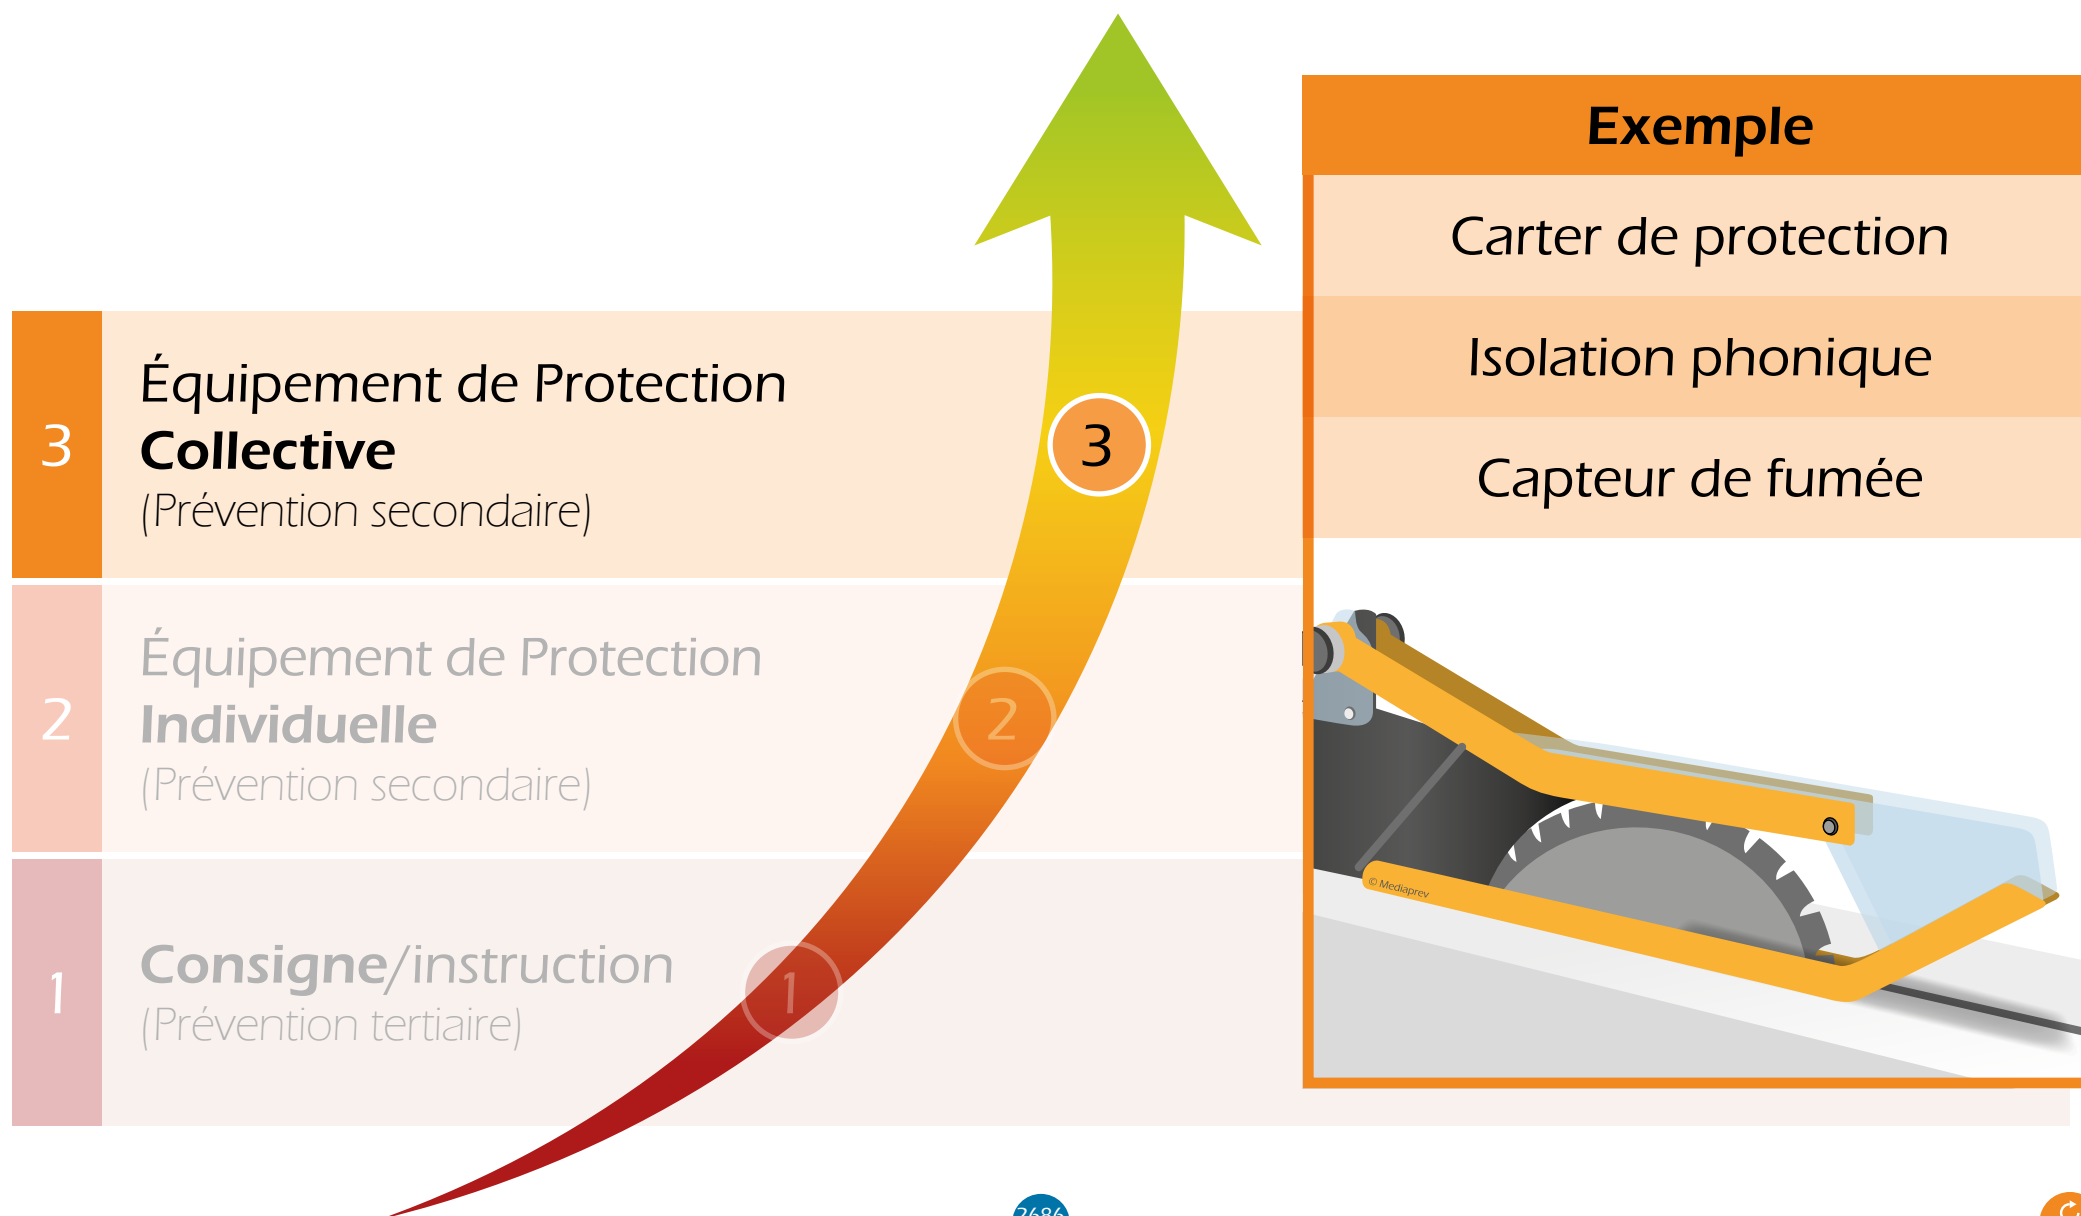 Exemple
Carter de protection
Isolation phonique
Capteur de fumée
3
Équipement de Protection
Collective
(Prévention secondaire)
3
2
Équipement de Protection
Individuelle
(Prévention secondaire)
2
1
Consigne/instruction
(Prévention tertiaire)
1
© Mediaprev
2686